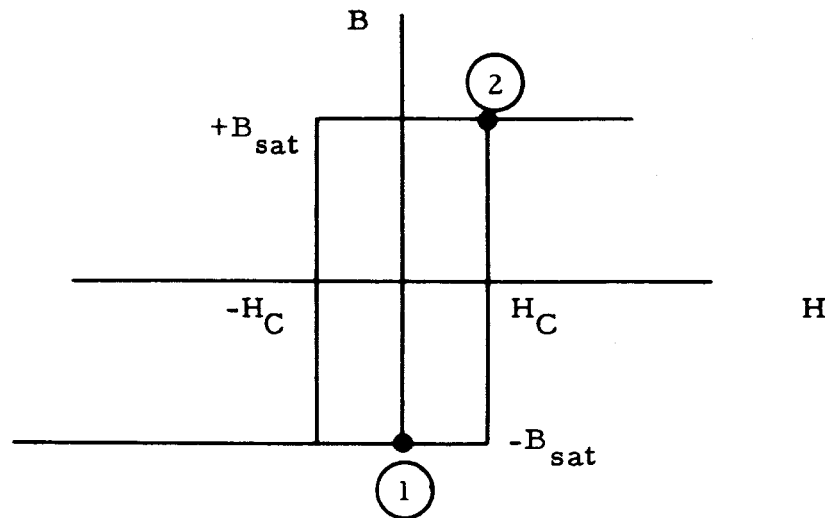 B
2
+B_sat
-H_C
H_C
H
-B_sat
1